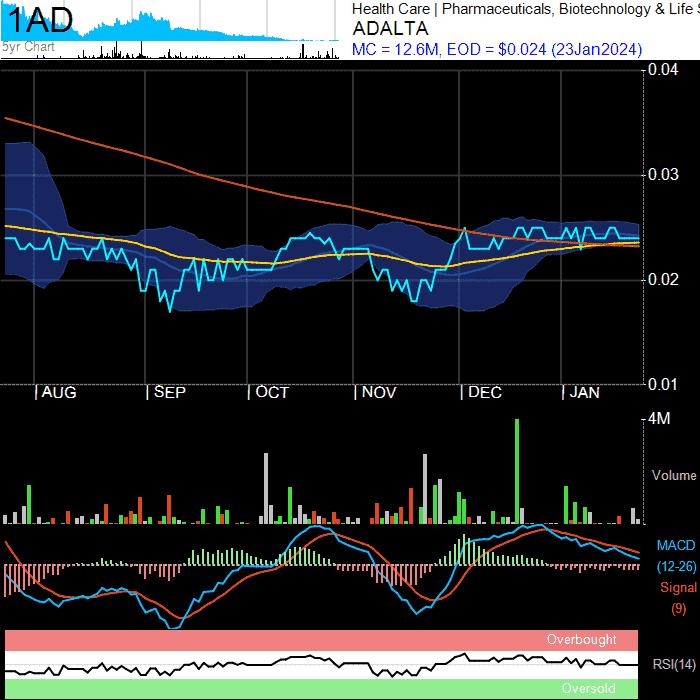 1AD
5yr Chart
Health Care | Pharmaceuticals, Biotechnology & Life S
ADALTA
MC = 12.6M, EOD = $0.024 (23Jan2024)
0.04
0.03
0.02
0.01
| AUG | SEP | OCT | NOV | DEC | JAN
4M
Volume
MACD
(12-26)
Signal
(9)
Overbought
RSI(14)
Oversold